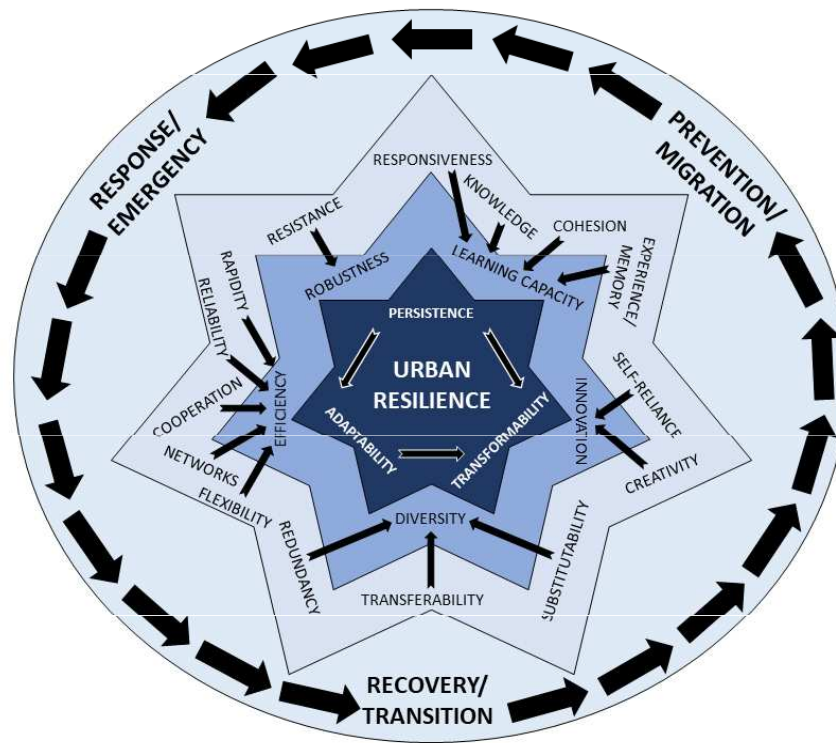 RESPONSE/
EMERGENCY
PREVENTION/
MIGRATION
RESPONSIVENESS
KNOWLEDGE
COHESION
EXPERIENCE/
MEMORY
RESISTANCE
ROBUSTNESS
LEARNING CAPACITY
RAPIDITY
RELIABILITY
COOPERATION
NETWORKS
FLEXIBILITY
EFFICIENCY
PERSISTENCE
URBAN
RESILIENCE
ADAPTABILITY
TRANSFORMABILITY
INNOVATION
SELF-RELIANCE
CREATIVITY
DIVERSITY
REDUNDANCY
TRANSFERABILITY
SUBSTITUTABILITY
RECOVERY/
TRANSITION